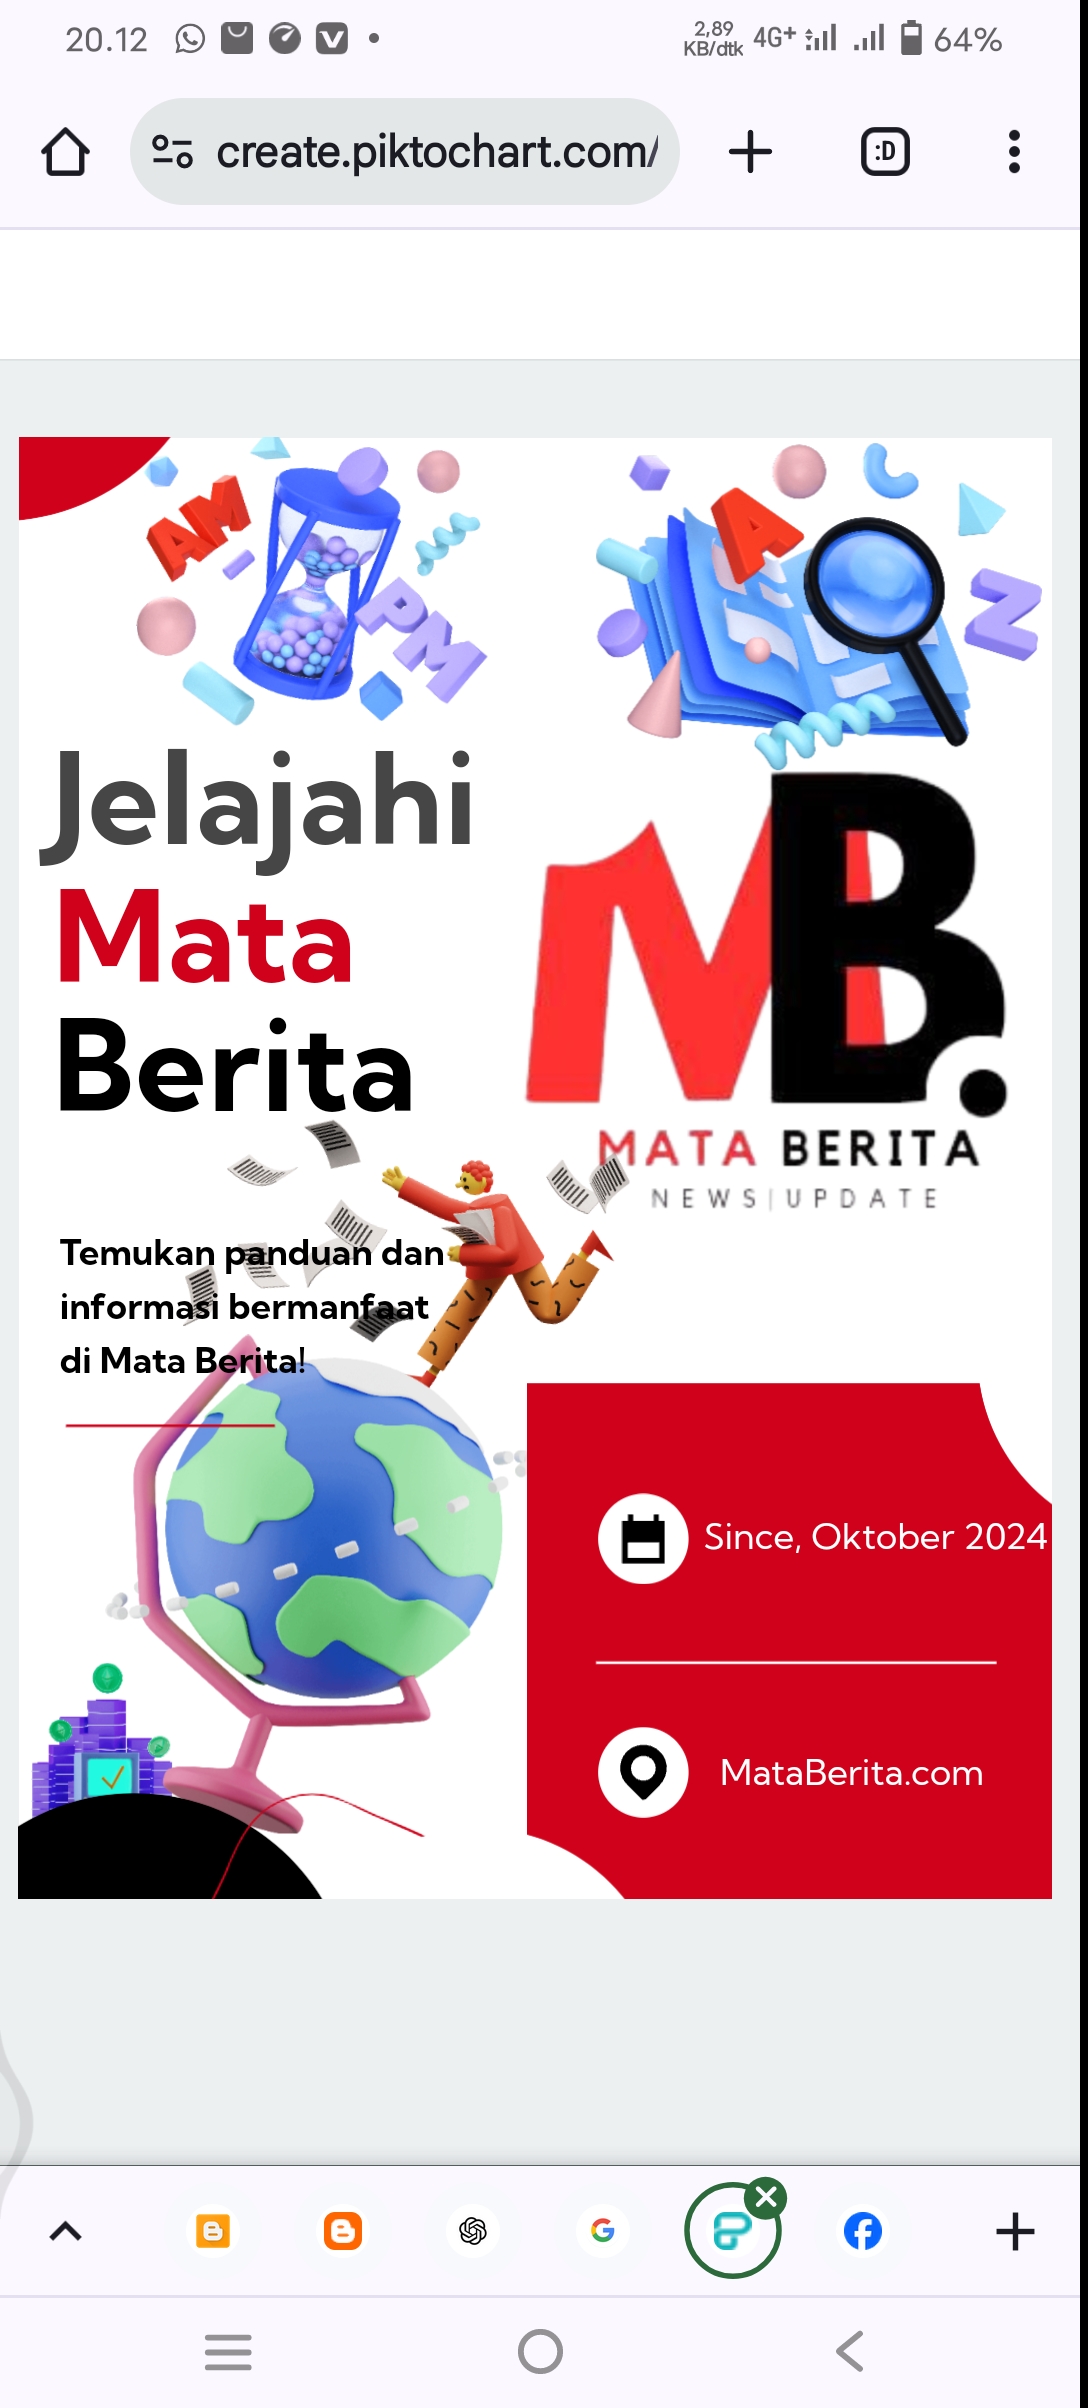 20.12
2,89
KB/dtk
4G+
64%
create.piktochart.com/
:D
AM
PM
A
Z
Jelajahi
Mata
Berita
MB.
MATA BERITA
NEWS|UPDATE
Temukan panduan dan
informasi bermanfaat
di Mata Berita!
Since, Oktober 2024
MataBerita.com